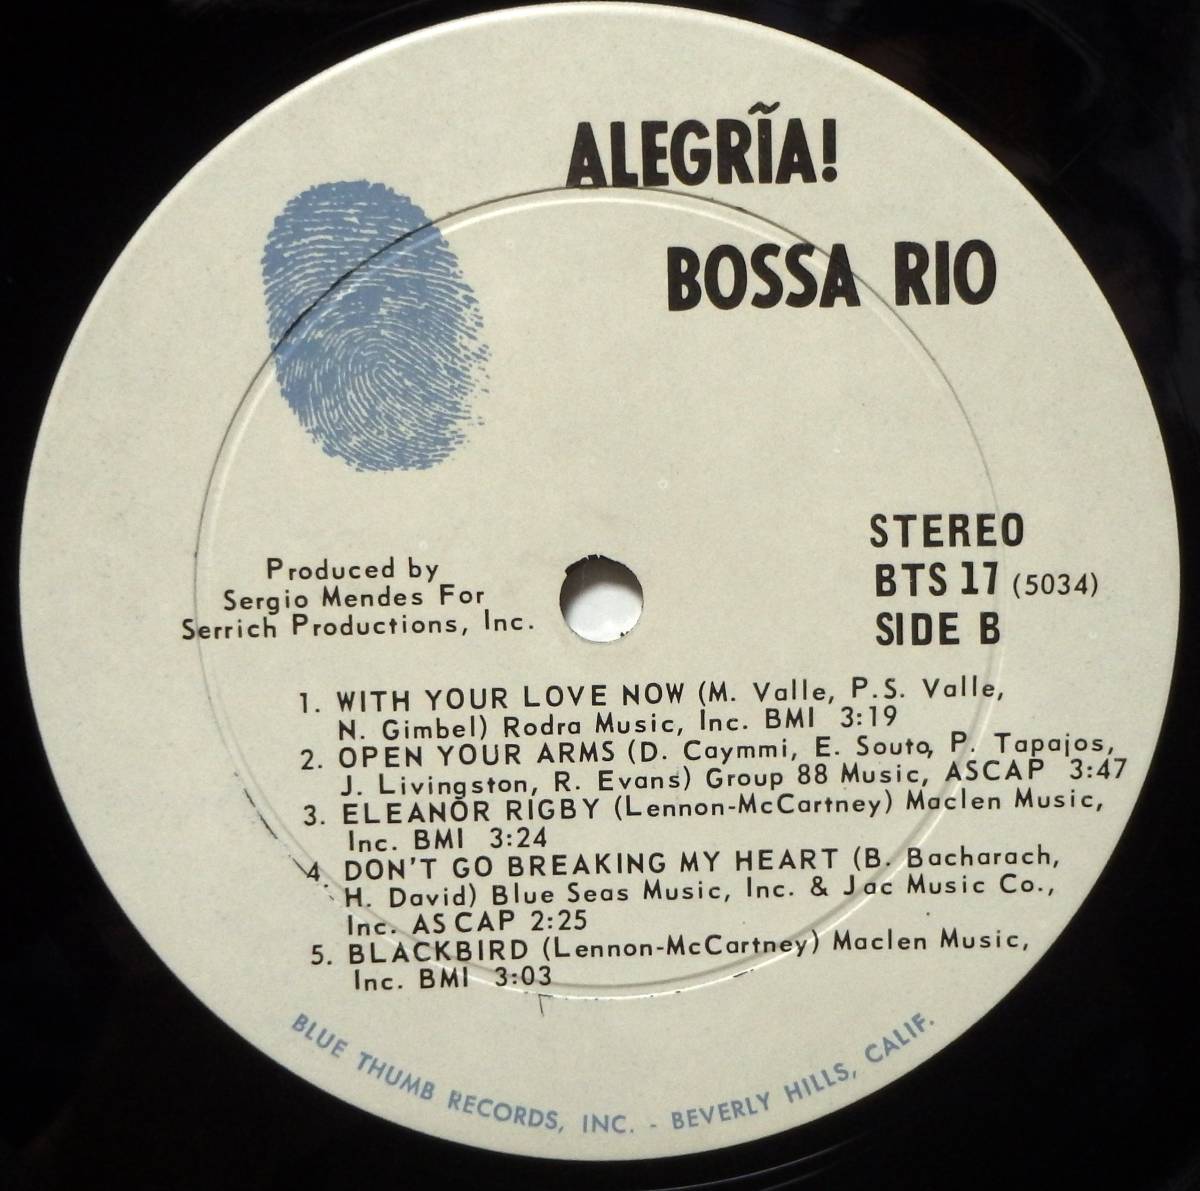 ALEGRĨA!
BOSSA RIO
STEREO
BTS 17 (5034)
SIDE B
Produced by
Sergio Mendes For
Serrich Productions, Inc.
1. WITH YOUR LOVE NOW (M. Valle, P.S. Valle,
N. Gimbel) Rodra Music, Inc. BMI 3:19
2. OPEN YOUR ARMS (D. Caymmi, E. Souto, P. Tapajos,
J. Livingston, R. Evans) Group 88 Music, ASCAP 3:47
3. ELEANOR RIGBY (Lennon-McCartney) Maclen Music,
Inc. BMI 3:24
4. DON'T GO BREAKING MY HEART (B. Bacharach,
H. David) Blue Seas Music, Inc. & Jac Music Co.,
Inc. ASCAP 2:25
5. BLACKBIRD (Lennon-McCartney) Maclen Music,
Inc. BMI 3:03
BLUE THUMB RECORDS, INC. - BEVERLY HILLS, CALIF.